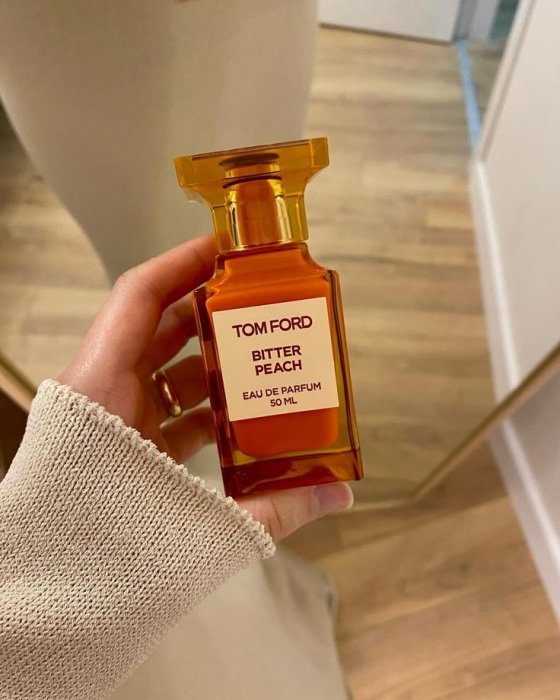 TOM FORD
BITTER
PEACH
EAU DE PARFUM
50 ML